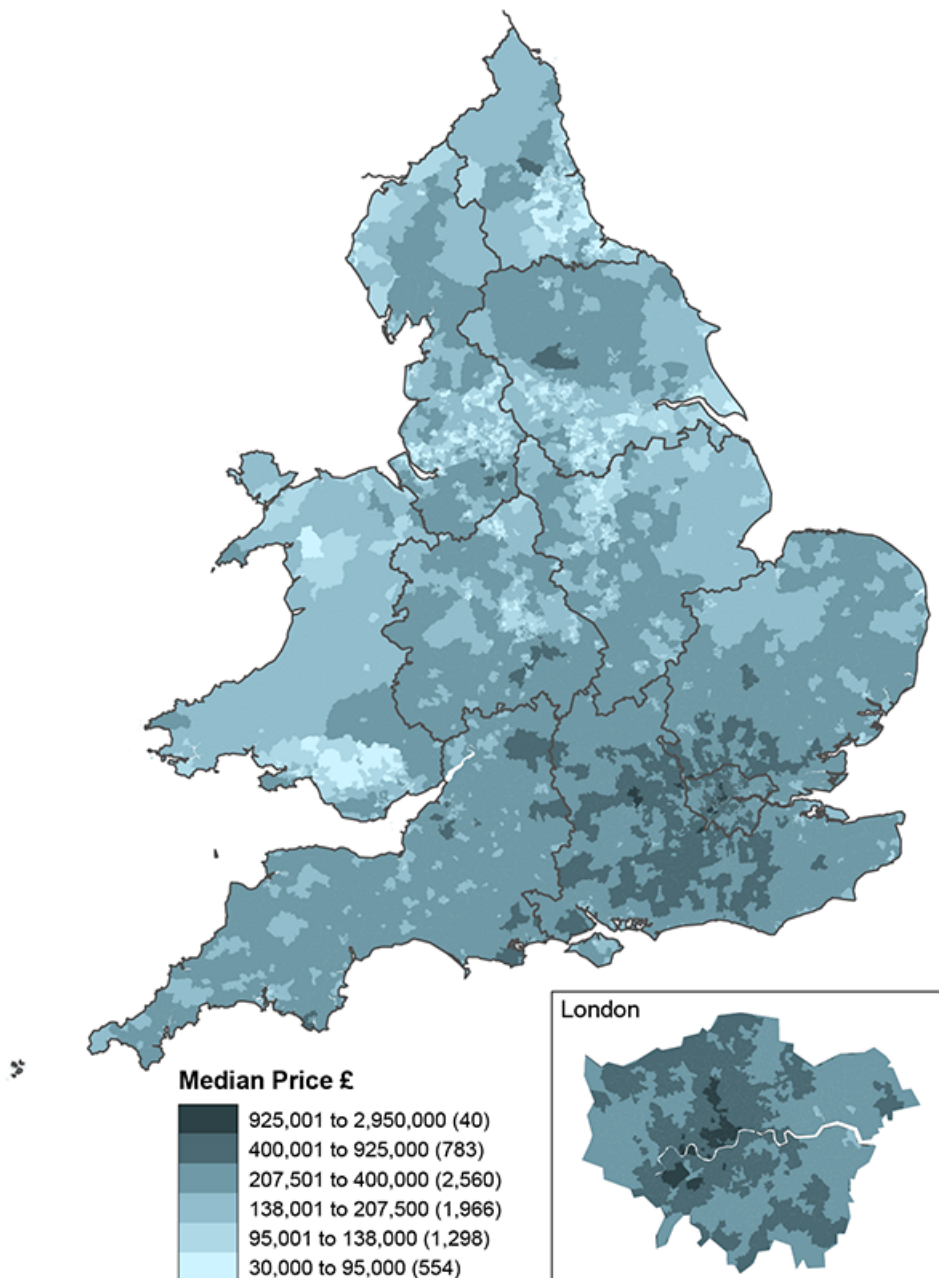 London
Median Price £
925,001 to 2,950,000 (40)
400,001 to 925,000 (783)
207,501 to 400,000 (2,560)
138,001 to 207,500 (1,966)
95,001 to 138,000 (1,298)
30,000 to 95,000 (554)